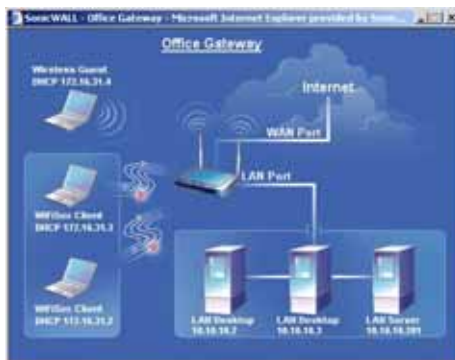 SonicWALL - Office Gateway - Microsoft Internet Explorer provided by Sonic...
Office Gateway
Wireless Guest
DHCP 172.16.31.4
Internet
WAN Port
LAN Port
WiFiSec Client
DHCP 172.16.31.3
WiFiSec Client
DHCP 172.16.31.2
LAN Desktop
10.10.10.2
LAN Desktop
10.10.10.3
LAN Server
10.10.10.201